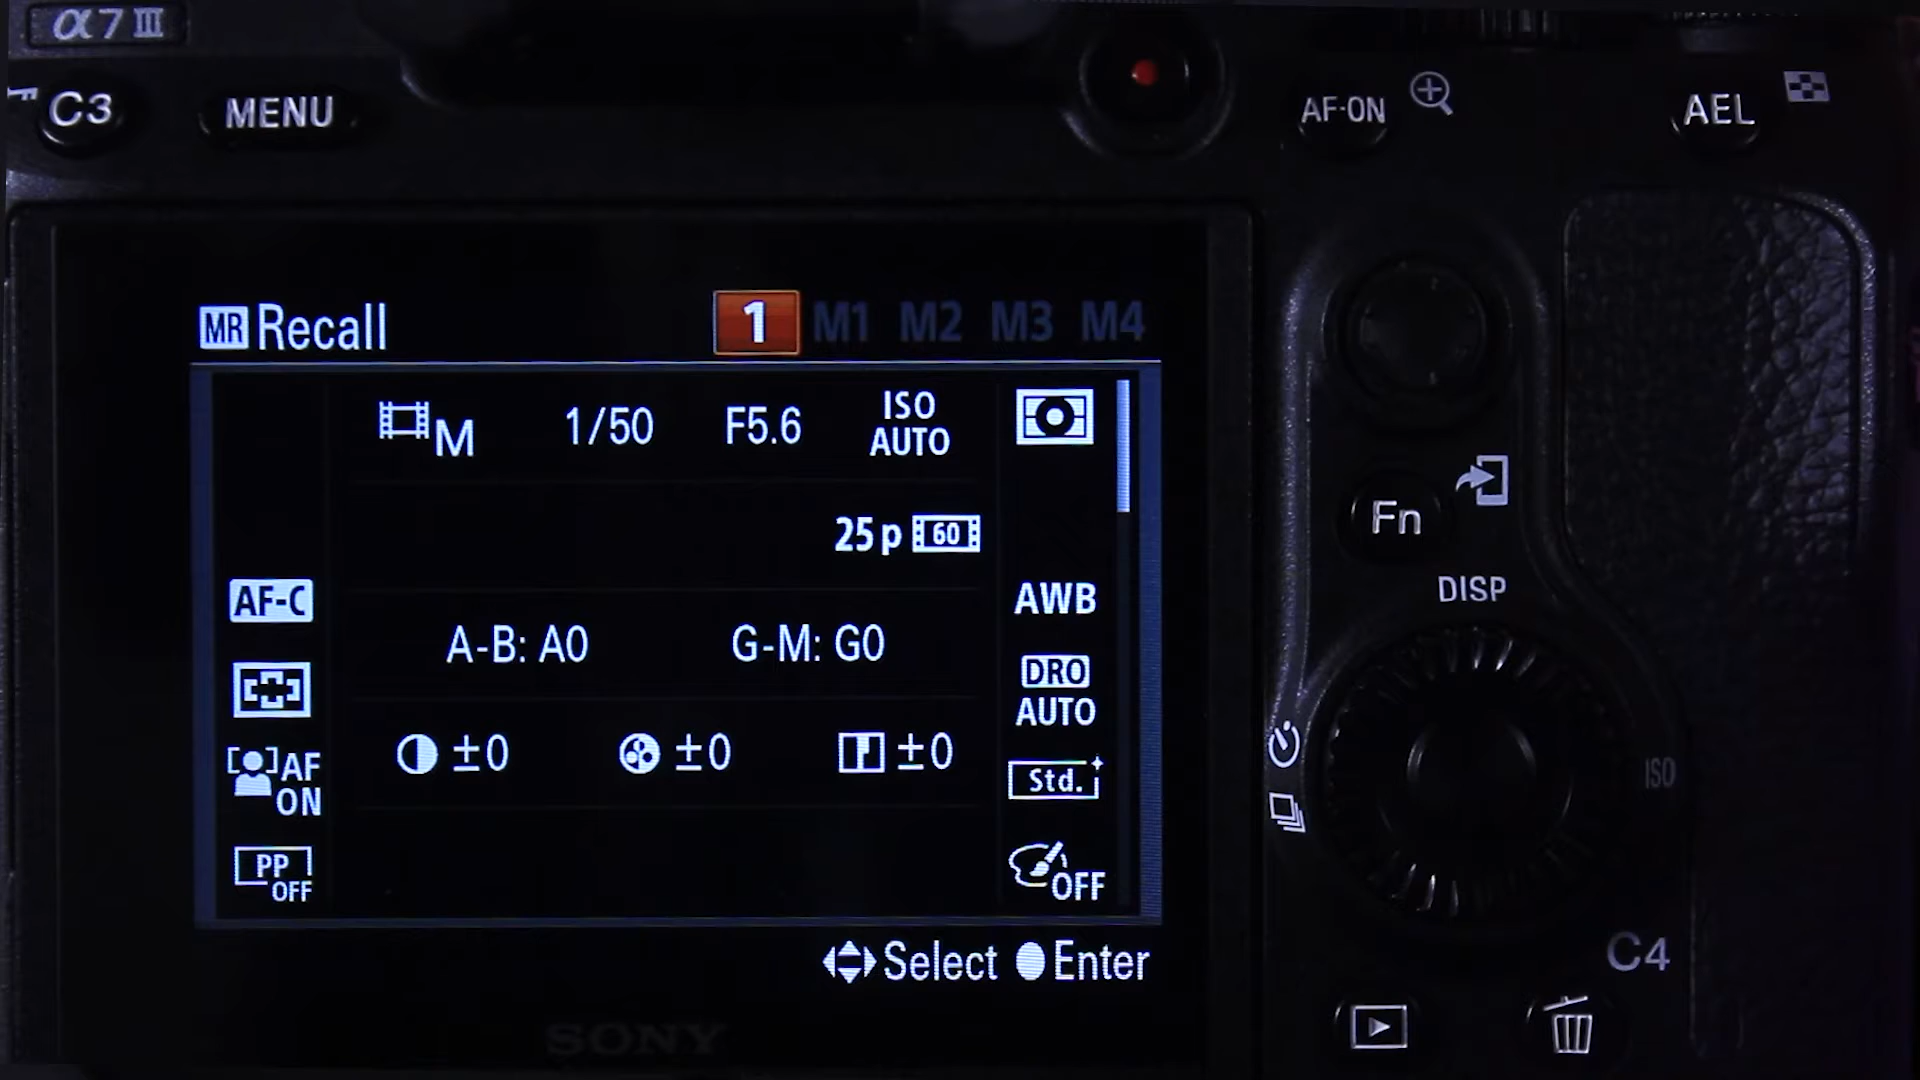 α7III
C3
MENU
AF-ON
AEL
MR Recall
1 M1 M2 M3 M4
M 1/50 F5.6 ISO AUTO
25p 60
AF-C
AWB
A-B: A0 G-M: G0
DRO AUTO
AF ON
±0 ±0 ±0
Std.
PP OFF
OFF
Select Enter
SONY
Fn
DISP
ISO
C4